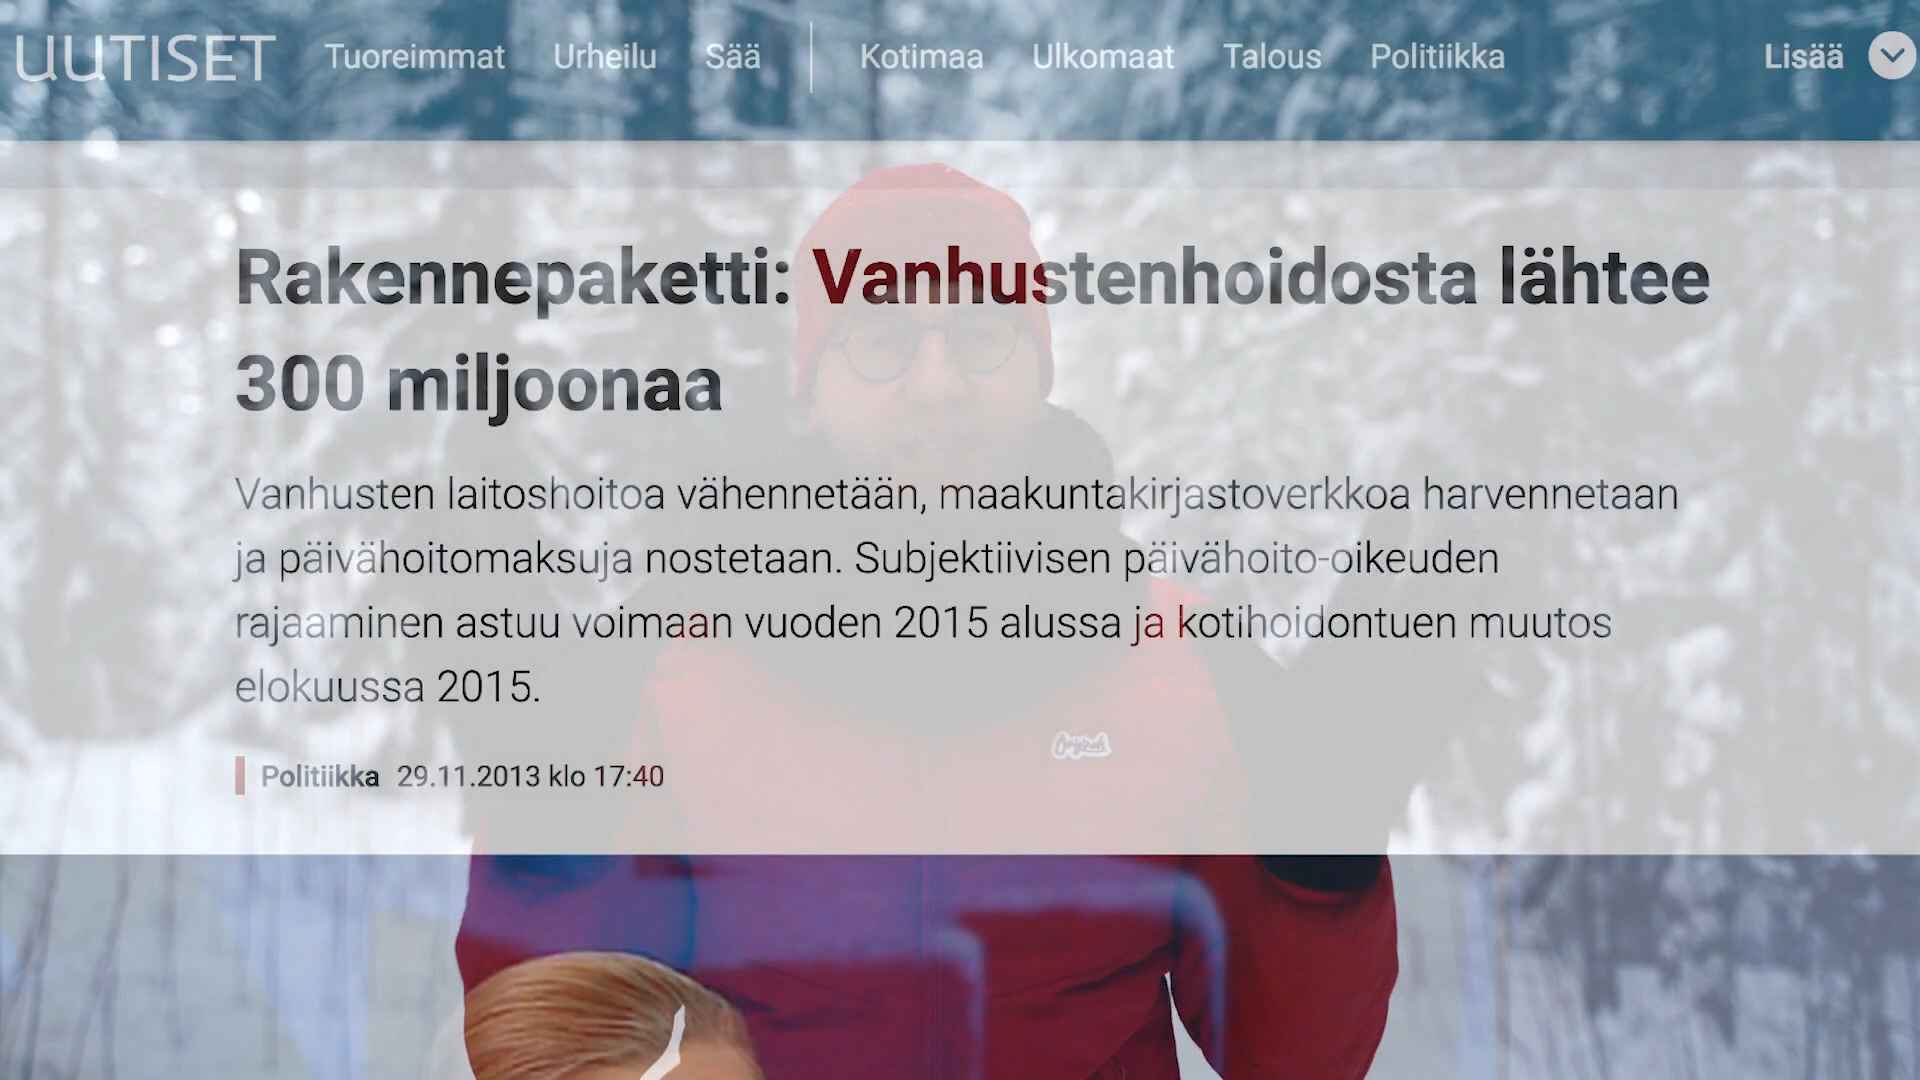 UUTISET Tuoreimmat Urheilu Sää Kotimaa Ulkomaat Talous Politiikka Lisää
Rakennepaketti: Vanhustenhoidosta lähtee
300 miljoonaa
Vanhusten laitoshoitoa vähennetään, maakuntakirjastoverkkoa harvennetaan
ja päivähoitomaksuja nostetaan. Subjektiivisen päivähoito-oikeuden
rajaaminen astuu voimaan vuoden 2015 alussa ja kotihoidontuen muutos
elokuussa 2015.
Politiikka 29.11.2013 klo 17:40
Originals